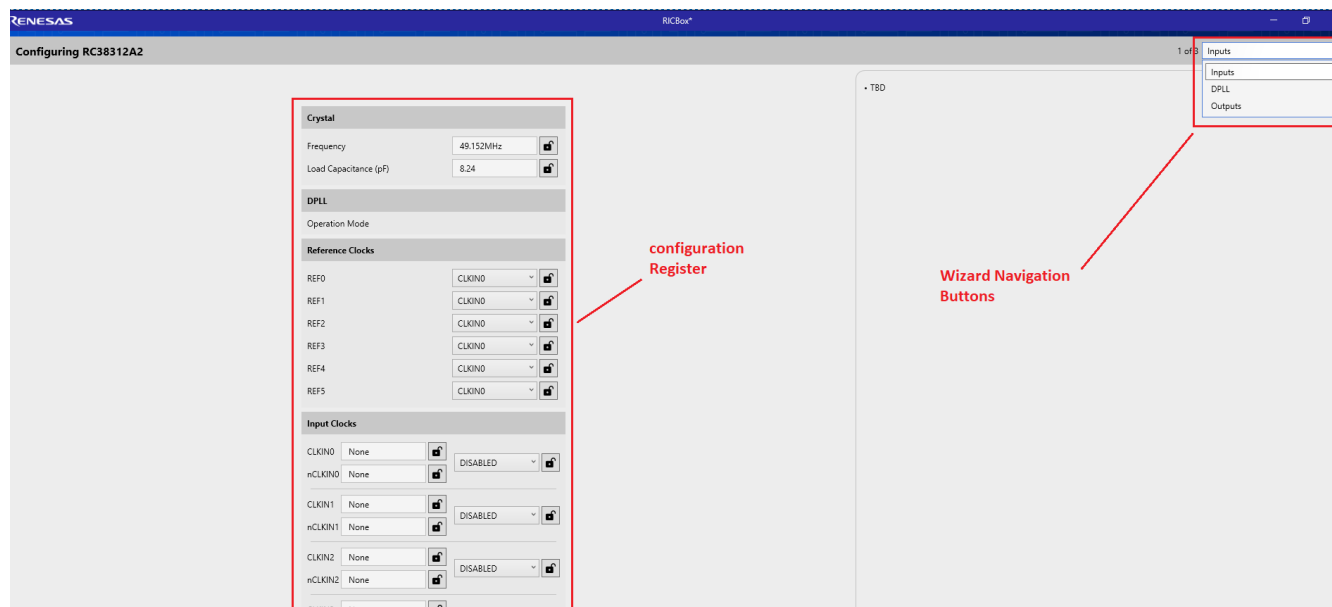 RENESAS
RICBox*
Configuring RC38312A2
1 of 3
Inputs
Inputs
DPLL
Outputs
• TBD
Crystal
Frequency 49.152MHz
Load Capacitance (pF) 8.24
DPLL
Operation Mode
Reference Clocks
REF0 CLKIN0
REF1 CLKIN0
REF2 CLKIN0
REF3 CLKIN0
REF4 CLKIN0
REF5 CLKIN0
Input Clocks
CLKIN0 None
DISABLED
nCLKIN0 None
CLKIN1 None
DISABLED
nCLKIN1 None
CLKIN2 None
DISABLED
nCLKIN2 None
configuration
Register
Wizard Navigation
Buttons